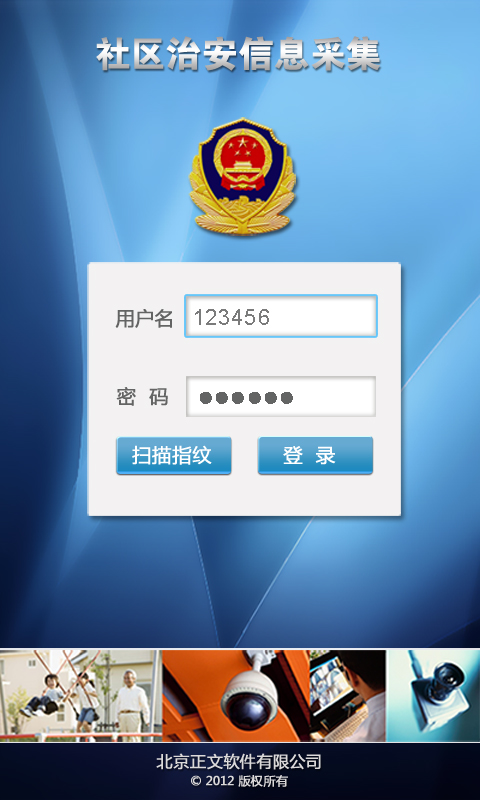 社区治安信息采集
用户名 123456
密 码 ●●●●●●
扫描指纹 登 录
北京正文软件有限公司
© 2012 版权所有